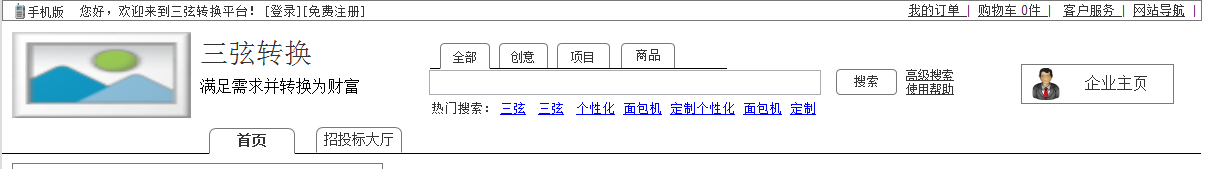 手机版 您好，欢迎来到三弦转换平台！[登录][免费注册] 我的订单 | 购物车 0件 | 客户服务 | 网站导航 |
三弦转换
满足需求并转换为财富
全部 创意 项目 商品
搜索
高级搜索
使用帮助
企业主页
热门搜索： 三弦 三弦 个性化 面包机 定制个性化 面包机 定制
首页 招投标大厅